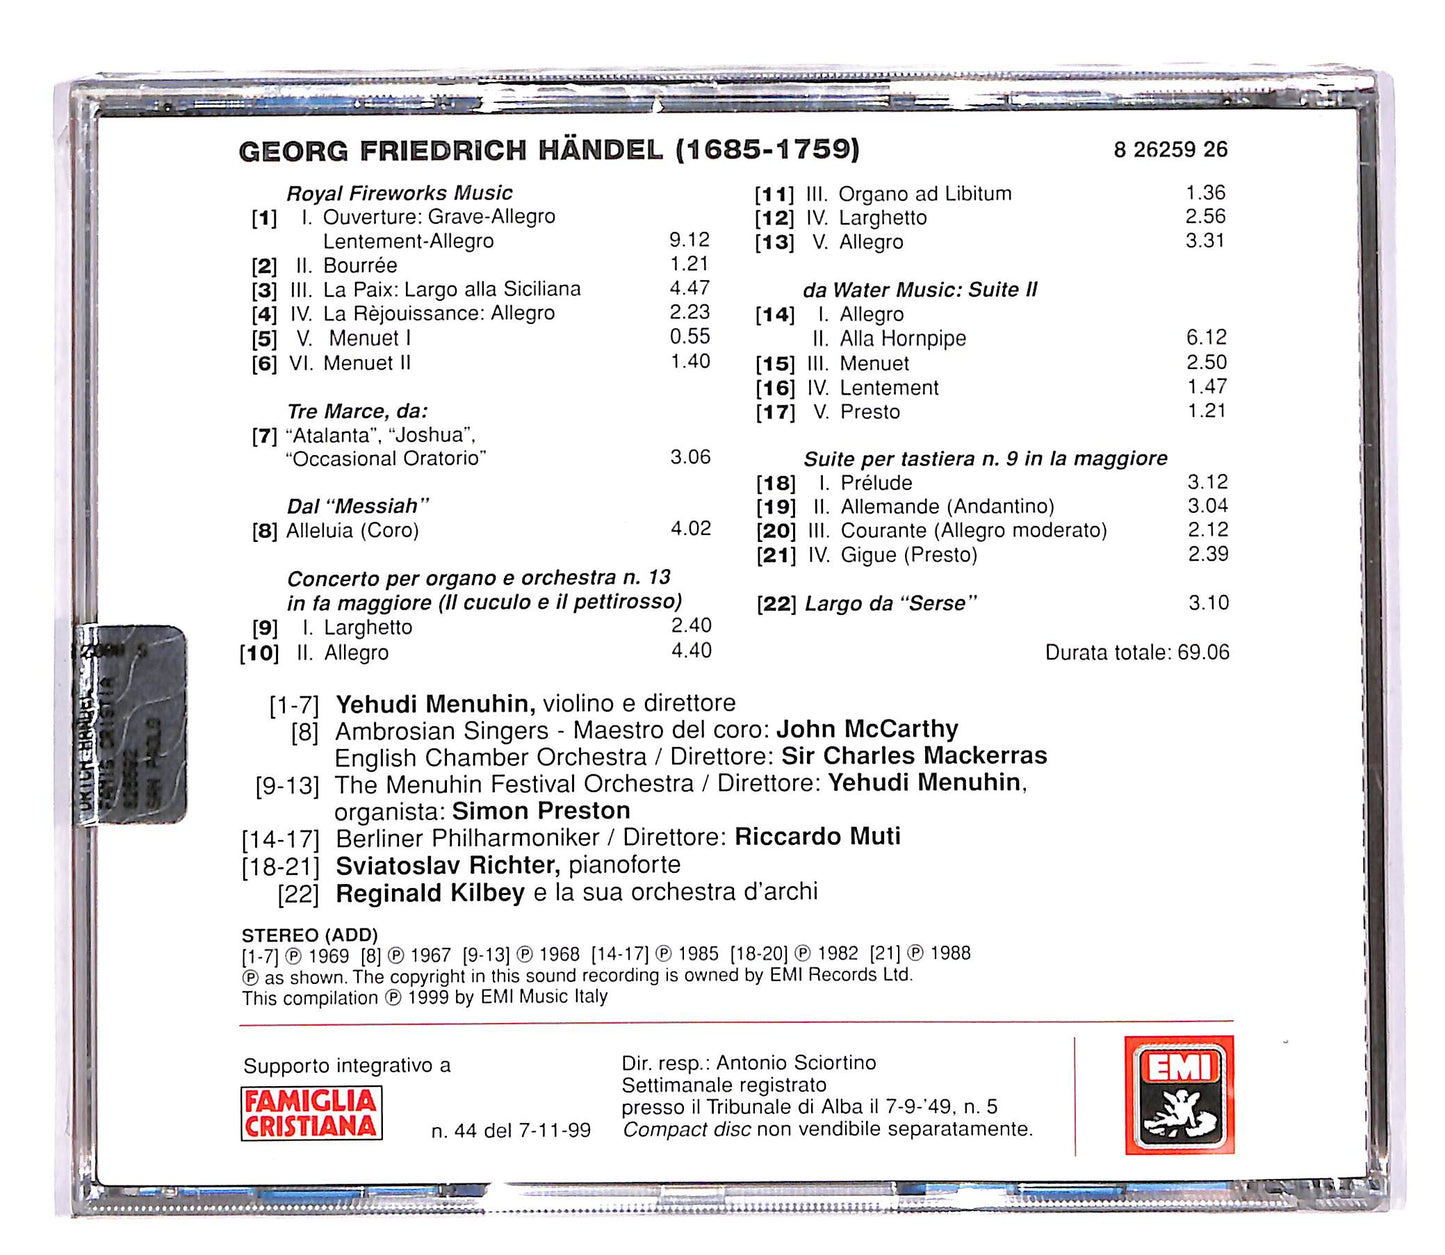 GEORG FRIEDRICH HÄNDEL (1685-1759)
8 26259 26
Royal Fireworks Music
[1] I. Ouverture: Grave-Allegro
Lentement-Allegro 9.12
[2] II. Bourrée 1.21
[3] III. La Paix: Largo alla Siciliana 4.47
[4] IV. La Rèjouissance: Allegro 2.23
[5] V. Menuet I 0.55
[6] VI. Menuet II 1.40
Tre Marce, da:
[7] “Atalanta”, “Joshua”,
“Occasional Oratorio” 3.06
Dal “Messiah”
[8] Alleluia (Coro) 4.02
Concerto per organo e orchestra n. 13
in fa maggiore (Il cuculo e il pettirosso)
[9] I. Larghetto 2.40
[10] II. Allegro 4.40
[11] III. Organo ad Libitum 1.36
[12] IV. Larghetto 2.56
[13] V. Allegro 3.31
da Water Music: Suite II
[14] I. Allegro
II. Alla Hornpipe 6.12
[15] III. Menuet 2.50
[16] IV. Lentement 1.47
[17] V. Presto 1.21
Suite per tastiera n. 9 in la maggiore
[18] I. Prélude 3.12
[19] II. Allemande (Andantino) 3.04
[20] III. Courante (Allegro moderato) 2.12
[21] IV. Gigue (Presto) 2.39
[22] Largo da “Serse” 3.10
Durata totale: 69.06
[1-7] Yehudi Menuhin, violino e direttore
[8] Ambrosian Singers - Maestro del coro: John McCarthy
English Chamber Orchestra / Direttore: Sir Charles Mackerras
[9-13] The Menuhin Festival Orchestra / Direttore: Yehudi Menuhin,
organista: Simon Preston
[14-17] Berliner Philharmoniker / Direttore: Riccardo Muti
[18-21] Sviatoslav Richter, pianoforte
[22] Reginald Kilbey e la sua orchestra d'archi
STEREO (ADD)
[1-7] ℗ 1969 [8] ℗ 1967 [9-13] ℗ 1968 [14-17] ℗ 1985 [18-20] ℗ 1982 [21] ℗ 1988
℗ as shown. The copyright in this sound recording is owned by EMI Records Ltd.
This compilation ℗ 1999 by EMI Music Italy
Supporto integrativo a
FAMIGLIA
CRISTIANA
n. 44 del 7-11-99
Dir. resp.: Antonio Sciortino
Settimanale registrato
presso il Tribunale di Alba il 7-9-'49, n. 5
Compact disc non vendibile separatamente.
EMI
SAN PAOLO